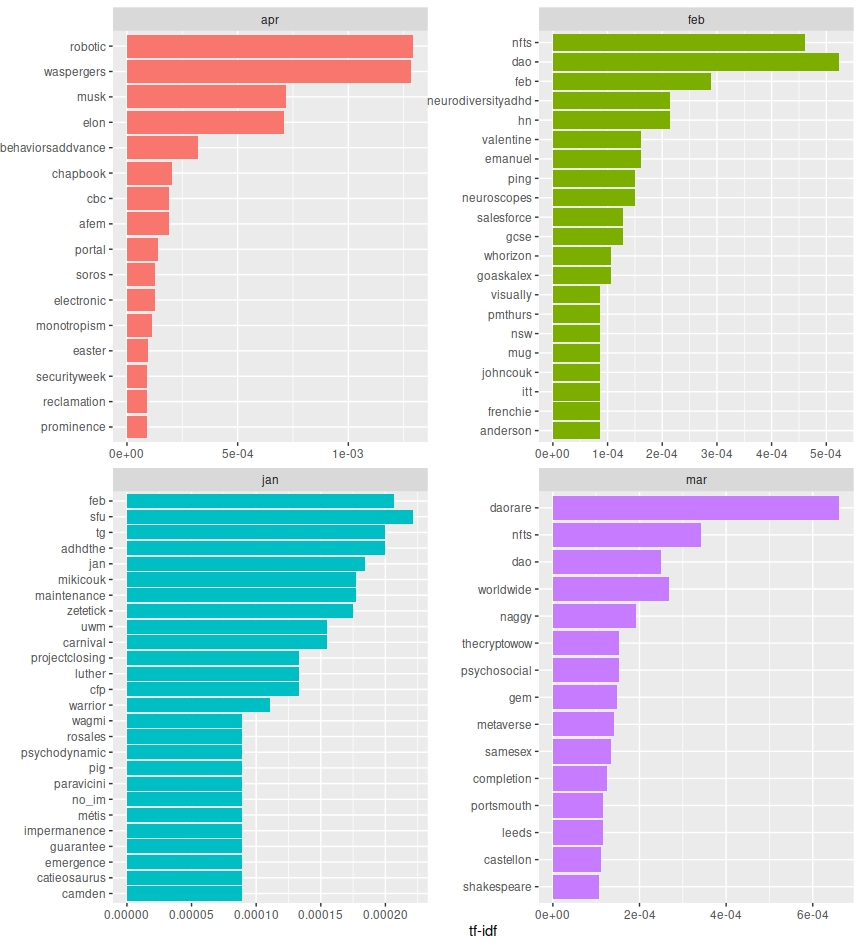 apr
robotic
waspergers
musk
elon
behaviorsaddvance
chapbook
cbc
afem
portal
soros
electronic
monotropism
easter
securityweek
reclamation
prominence
0e+00 5e-04 1e-03
feb
nfts
dao
feb
neurodiversityadhd
hn
valentine
emanuel
ping
neuroscopes
salesforce
gcse
whorizon
goaskalex
visually
pmthurs
nsw
mug
johncouk
itt
frenchie
anderson
0e+00 1e-04 2e-04 3e-04 4e-04 5e-04
jan
feb
sfu
tg
adhdthe
jan
mikicouk
maintenance
zetetick
uwm
carnival
projectclosing
luther
cfp
warrior
wagmi
rosales
psychodynamic
pig
paravicini
no_im
métis
impermanence
guarantee
emergence
catieosaurus
camden
0.00000 0.00005 0.00010 0.00015 0.00020
mar
daorare
nfts
dao
worldwide
naggy
thecryptowow
psychosocial
gem
metaverse
samesex
completion
portsmouth
leeds
castellon
shakespeare
0e+00 2e-04 4e-04 6e-04
tf-idf